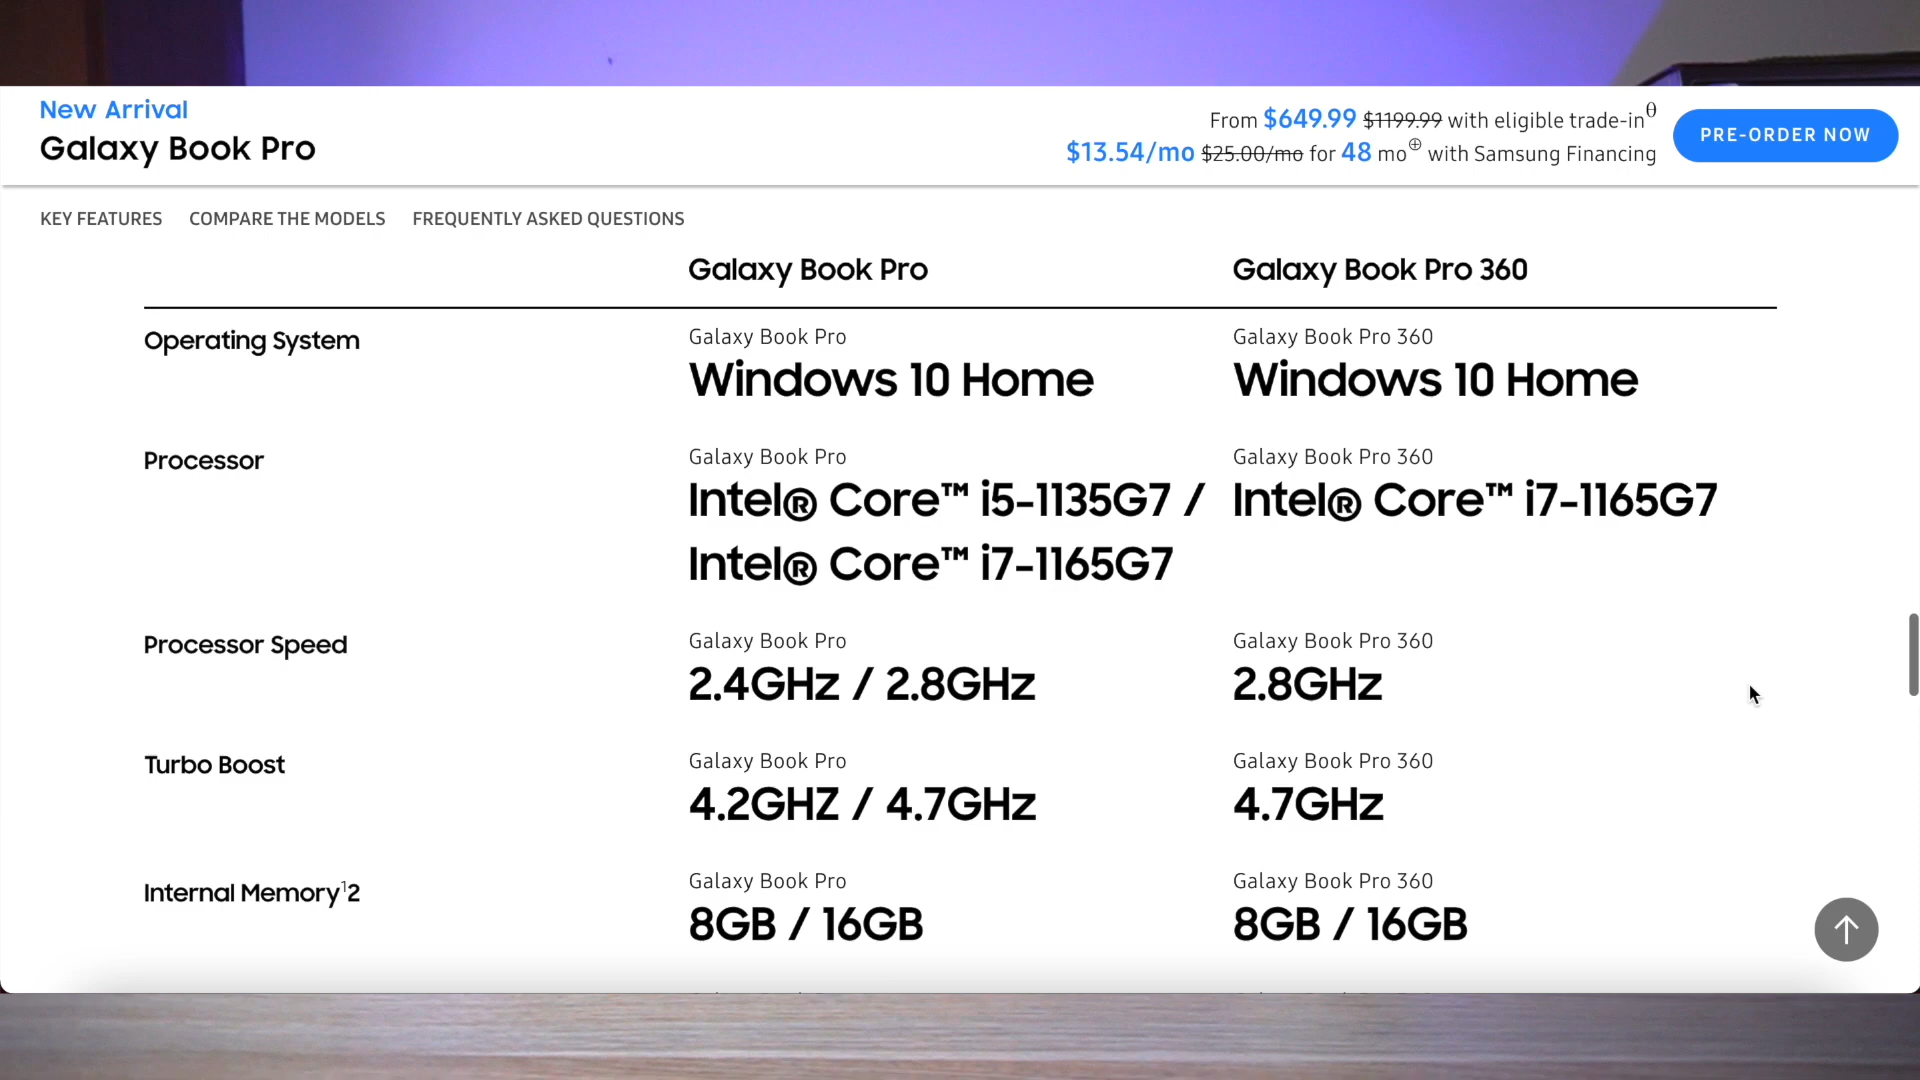 New Arrival
Galaxy Book Pro
From $649.99 $1199.99 with eligible trade-in θ
$13.54/mo $25.00/mo for 48 mo⊕ with Samsung Financing
PRE-ORDER NOW
KEY FEATURES COMPARE THE MODELS FREQUENTLY ASKED QUESTIONS
Galaxy Book Pro Galaxy Book Pro 360
Operating System
Galaxy Book Pro
Windows 10 Home
Galaxy Book Pro 360
Windows 10 Home
Processor
Galaxy Book Pro
Intel® Core™ i5-1135G7 /
Intel® Core™ i7-1165G7
Galaxy Book Pro 360
Intel® Core™ i7-1165G7
Processor Speed
Galaxy Book Pro
2.4GHz / 2.8GHz
Galaxy Book Pro 360
2.8GHz
Turbo Boost
Galaxy Book Pro
4.2GHZ / 4.7GHz
Galaxy Book Pro 360
4.7GHz
Internal Memory¹2
Galaxy Book Pro
8GB / 16GB
Galaxy Book Pro 360
8GB / 16GB